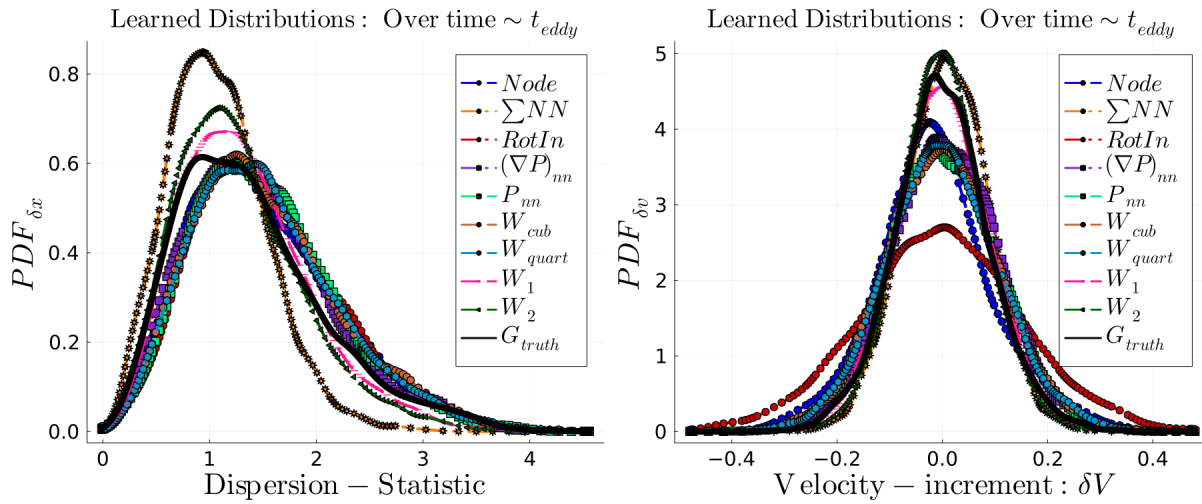 Learned Distributions : Over time ∼ t_eddy
PDF_δx
0.8
0.6
0.4
0.2
0.0
0
1
2
3
4
Dispersion − Statistic
Node
∑ NN
RotIn
(∇P)_nn
P_nn
W_cub
W_quart
W_1
W_2
G_truth
Learned Distributions : Over time ∼ t_eddy
PDF_δv
5
4
3
2
1
0
−0.4
−0.2
0.0
0.2
0.4
Velocity − increment : δV
Node
∑ NN
RotIn
(∇P)_nn
P_nn
W_cub
W_quart
W_1
W_2
G_truth